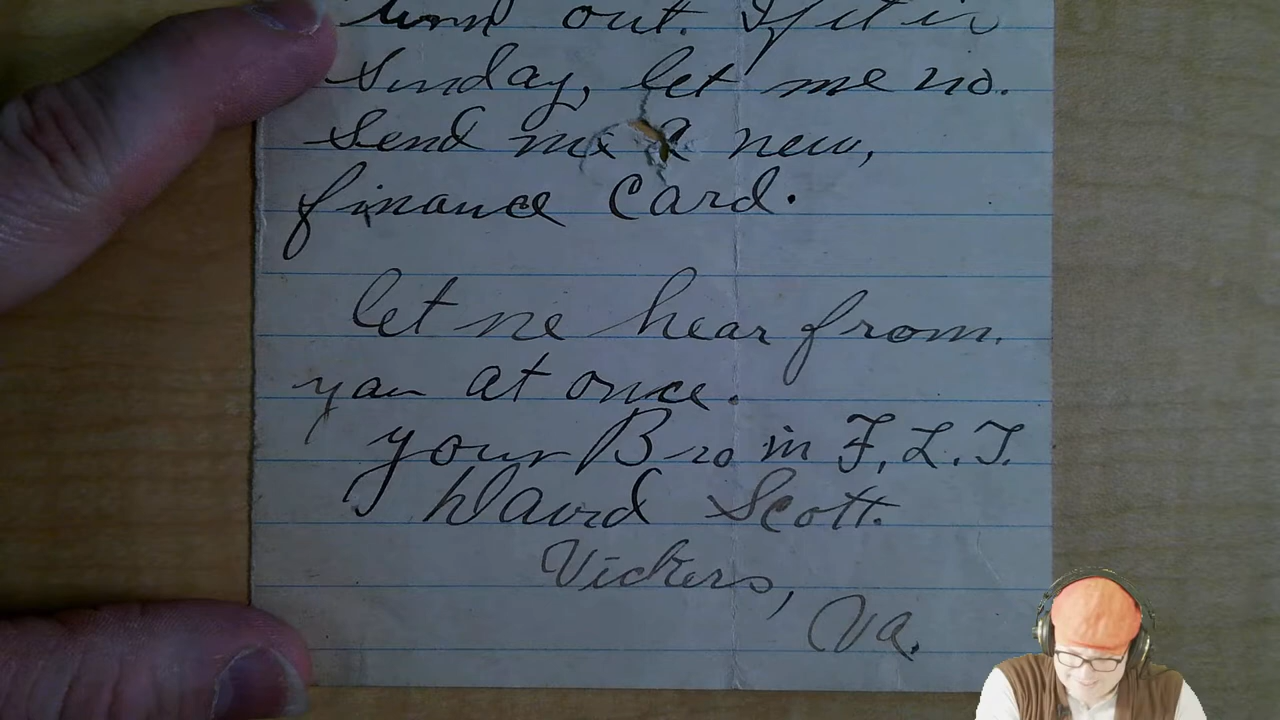 out. If it is
Sunday, let me no.
Send me a new,
finance Card.
let me hear from.
you at once.
your Bro in F. L. T.
David Scott.
Vickers,
Va.